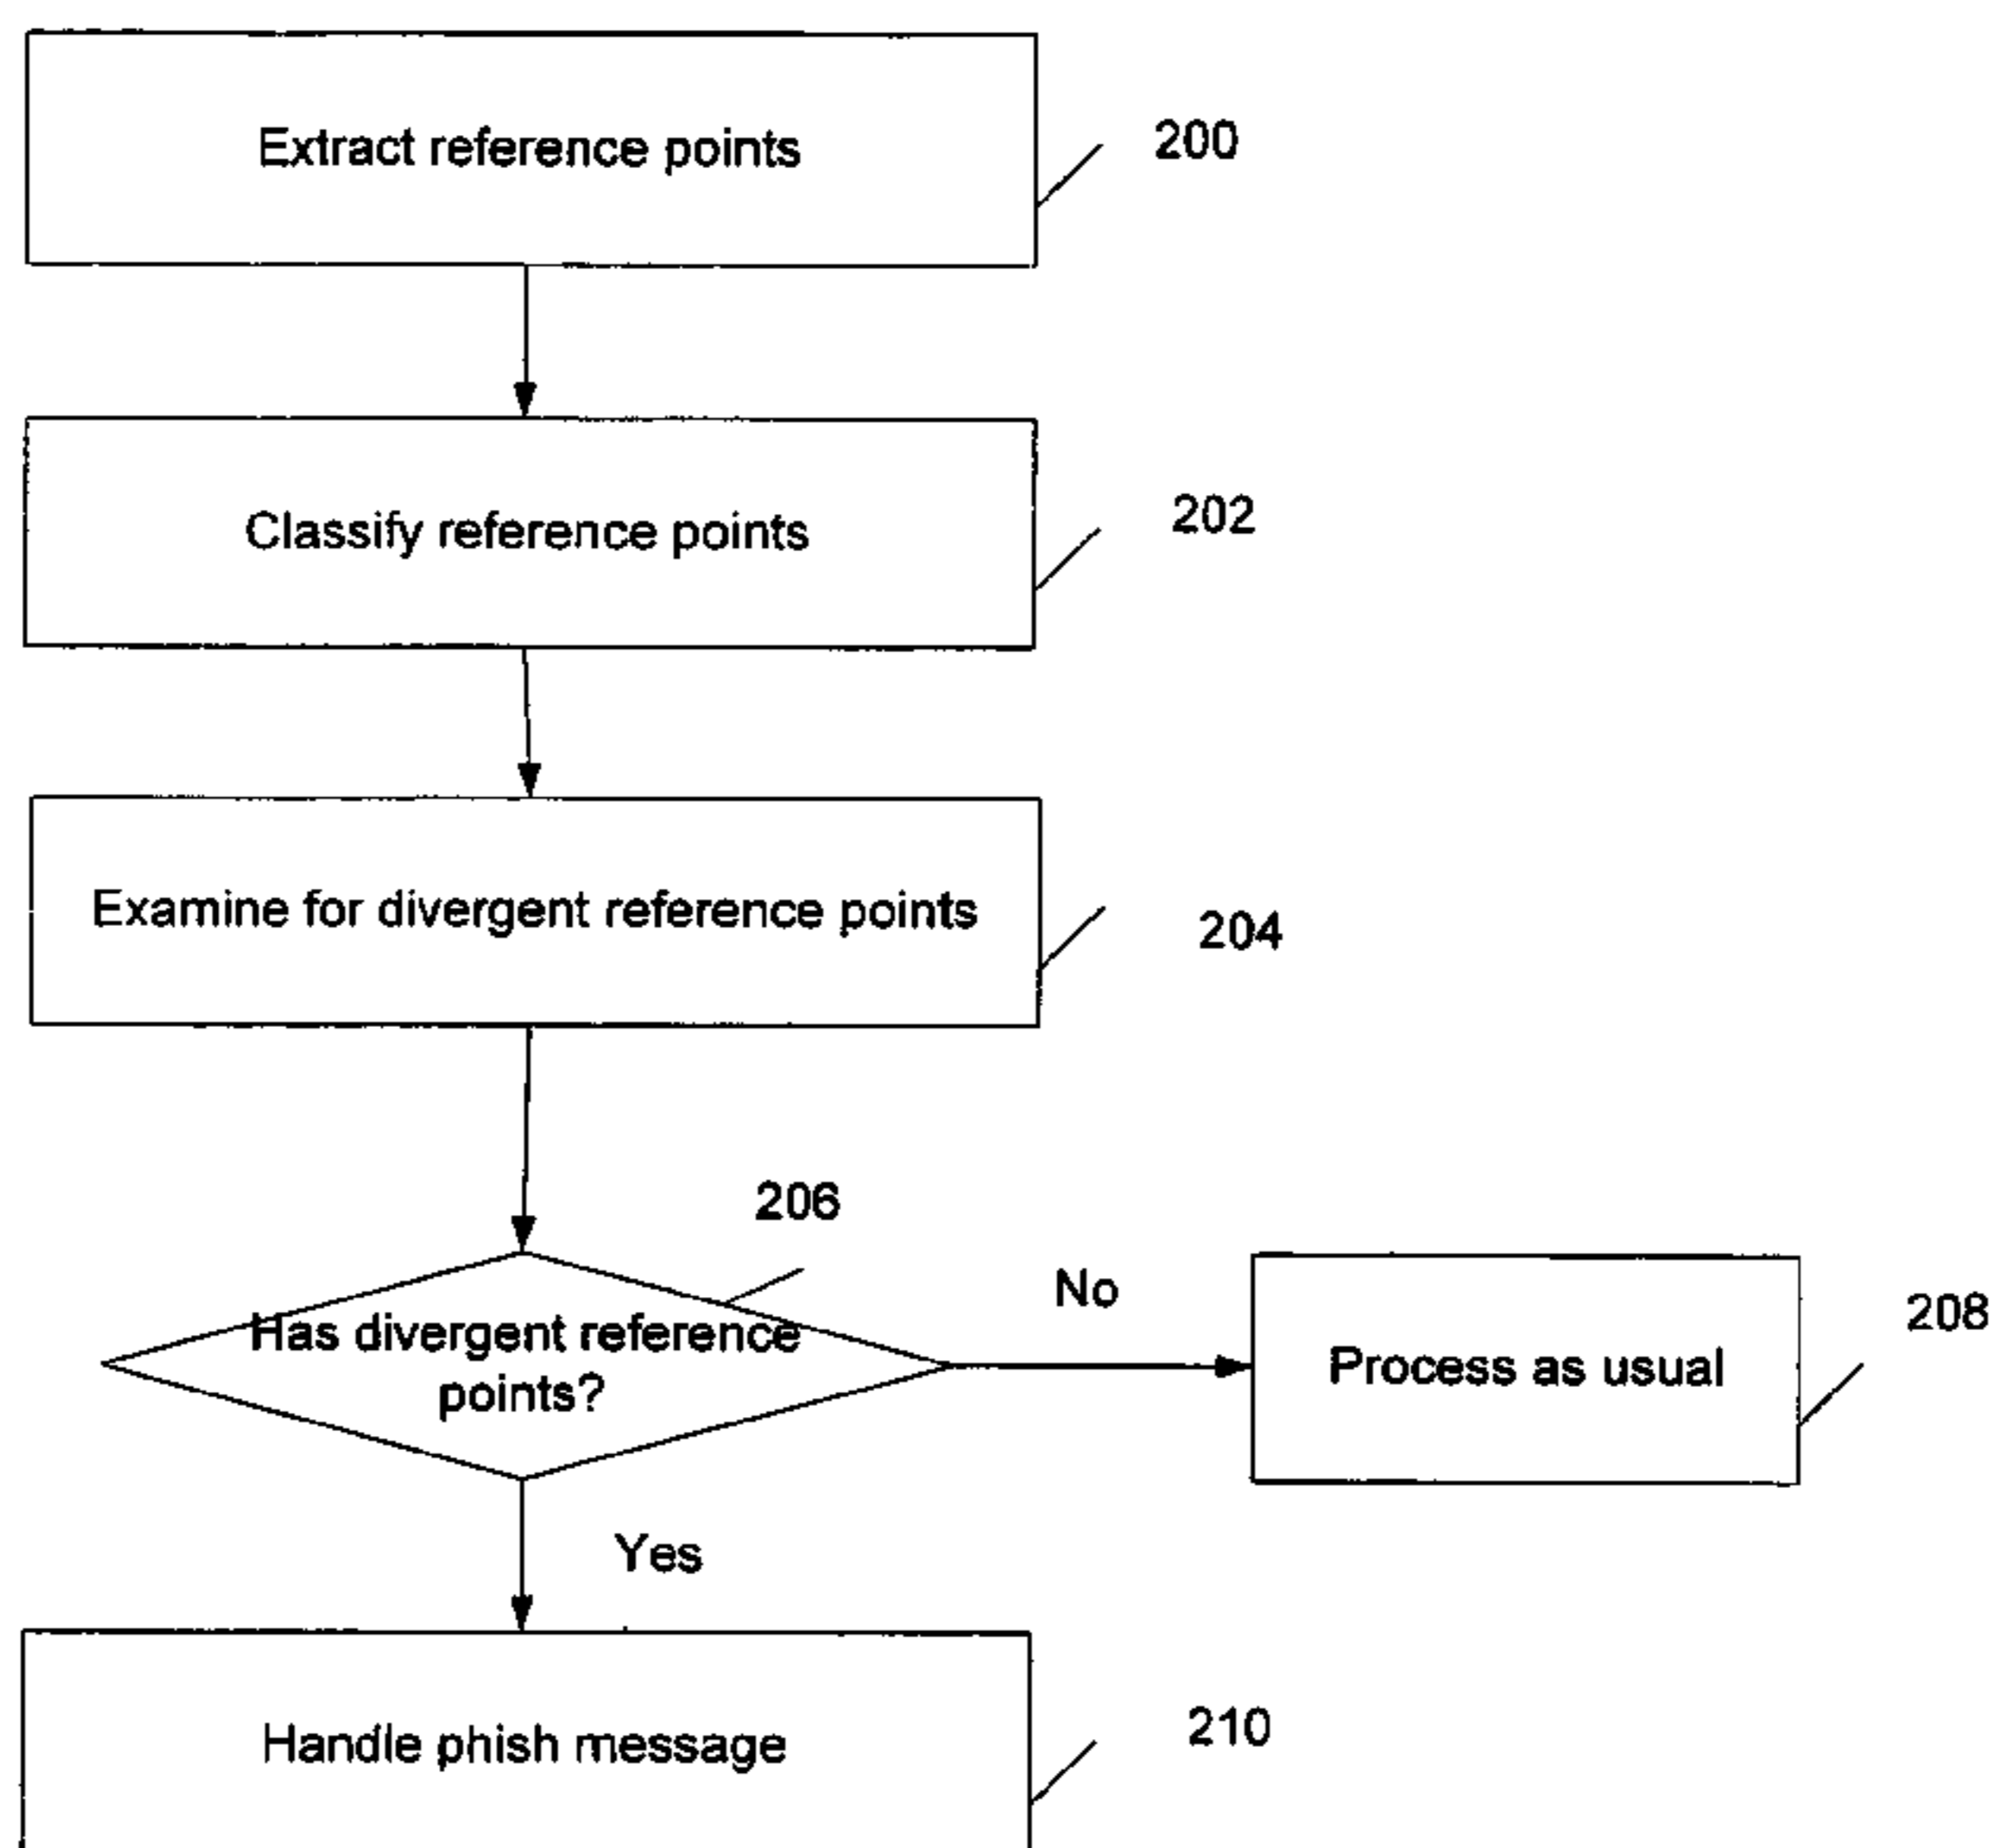 Extract reference points
200
Classify reference points
202
Examine for divergent reference points
204
206
Has divergent reference
points?
No
Process as usual
208
Yes
Handle phish message
210